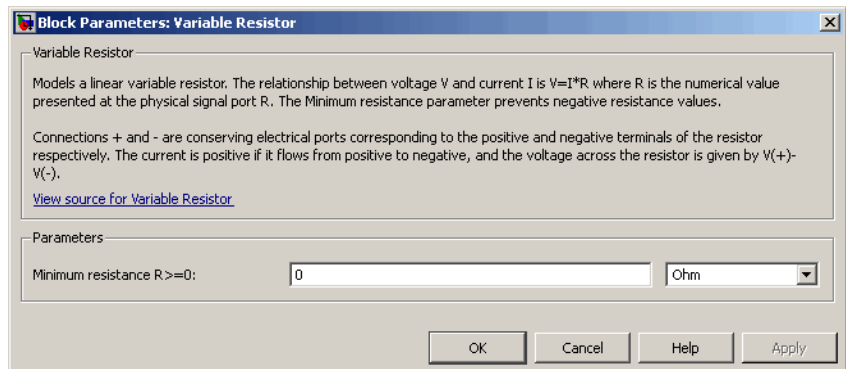 Block Parameters: Variable Resistor
Variable Resistor
Models a linear variable resistor. The relationship between voltage V and current I is V=I*R where R is the numerical value
presented at the physical signal port R. The Minimum resistance parameter prevents negative resistance values.
Connections + and - are conserving electrical ports corresponding to the positive and negative terminals of the resistor
respectively. The current is positive if it flows from positive to negative, and the voltage across the resistor is given by V(+)-
V(-).
View source for Variable Resistor
Parameters
Minimum resistance R>=0: 0 Ohm
OK Cancel Help Apply